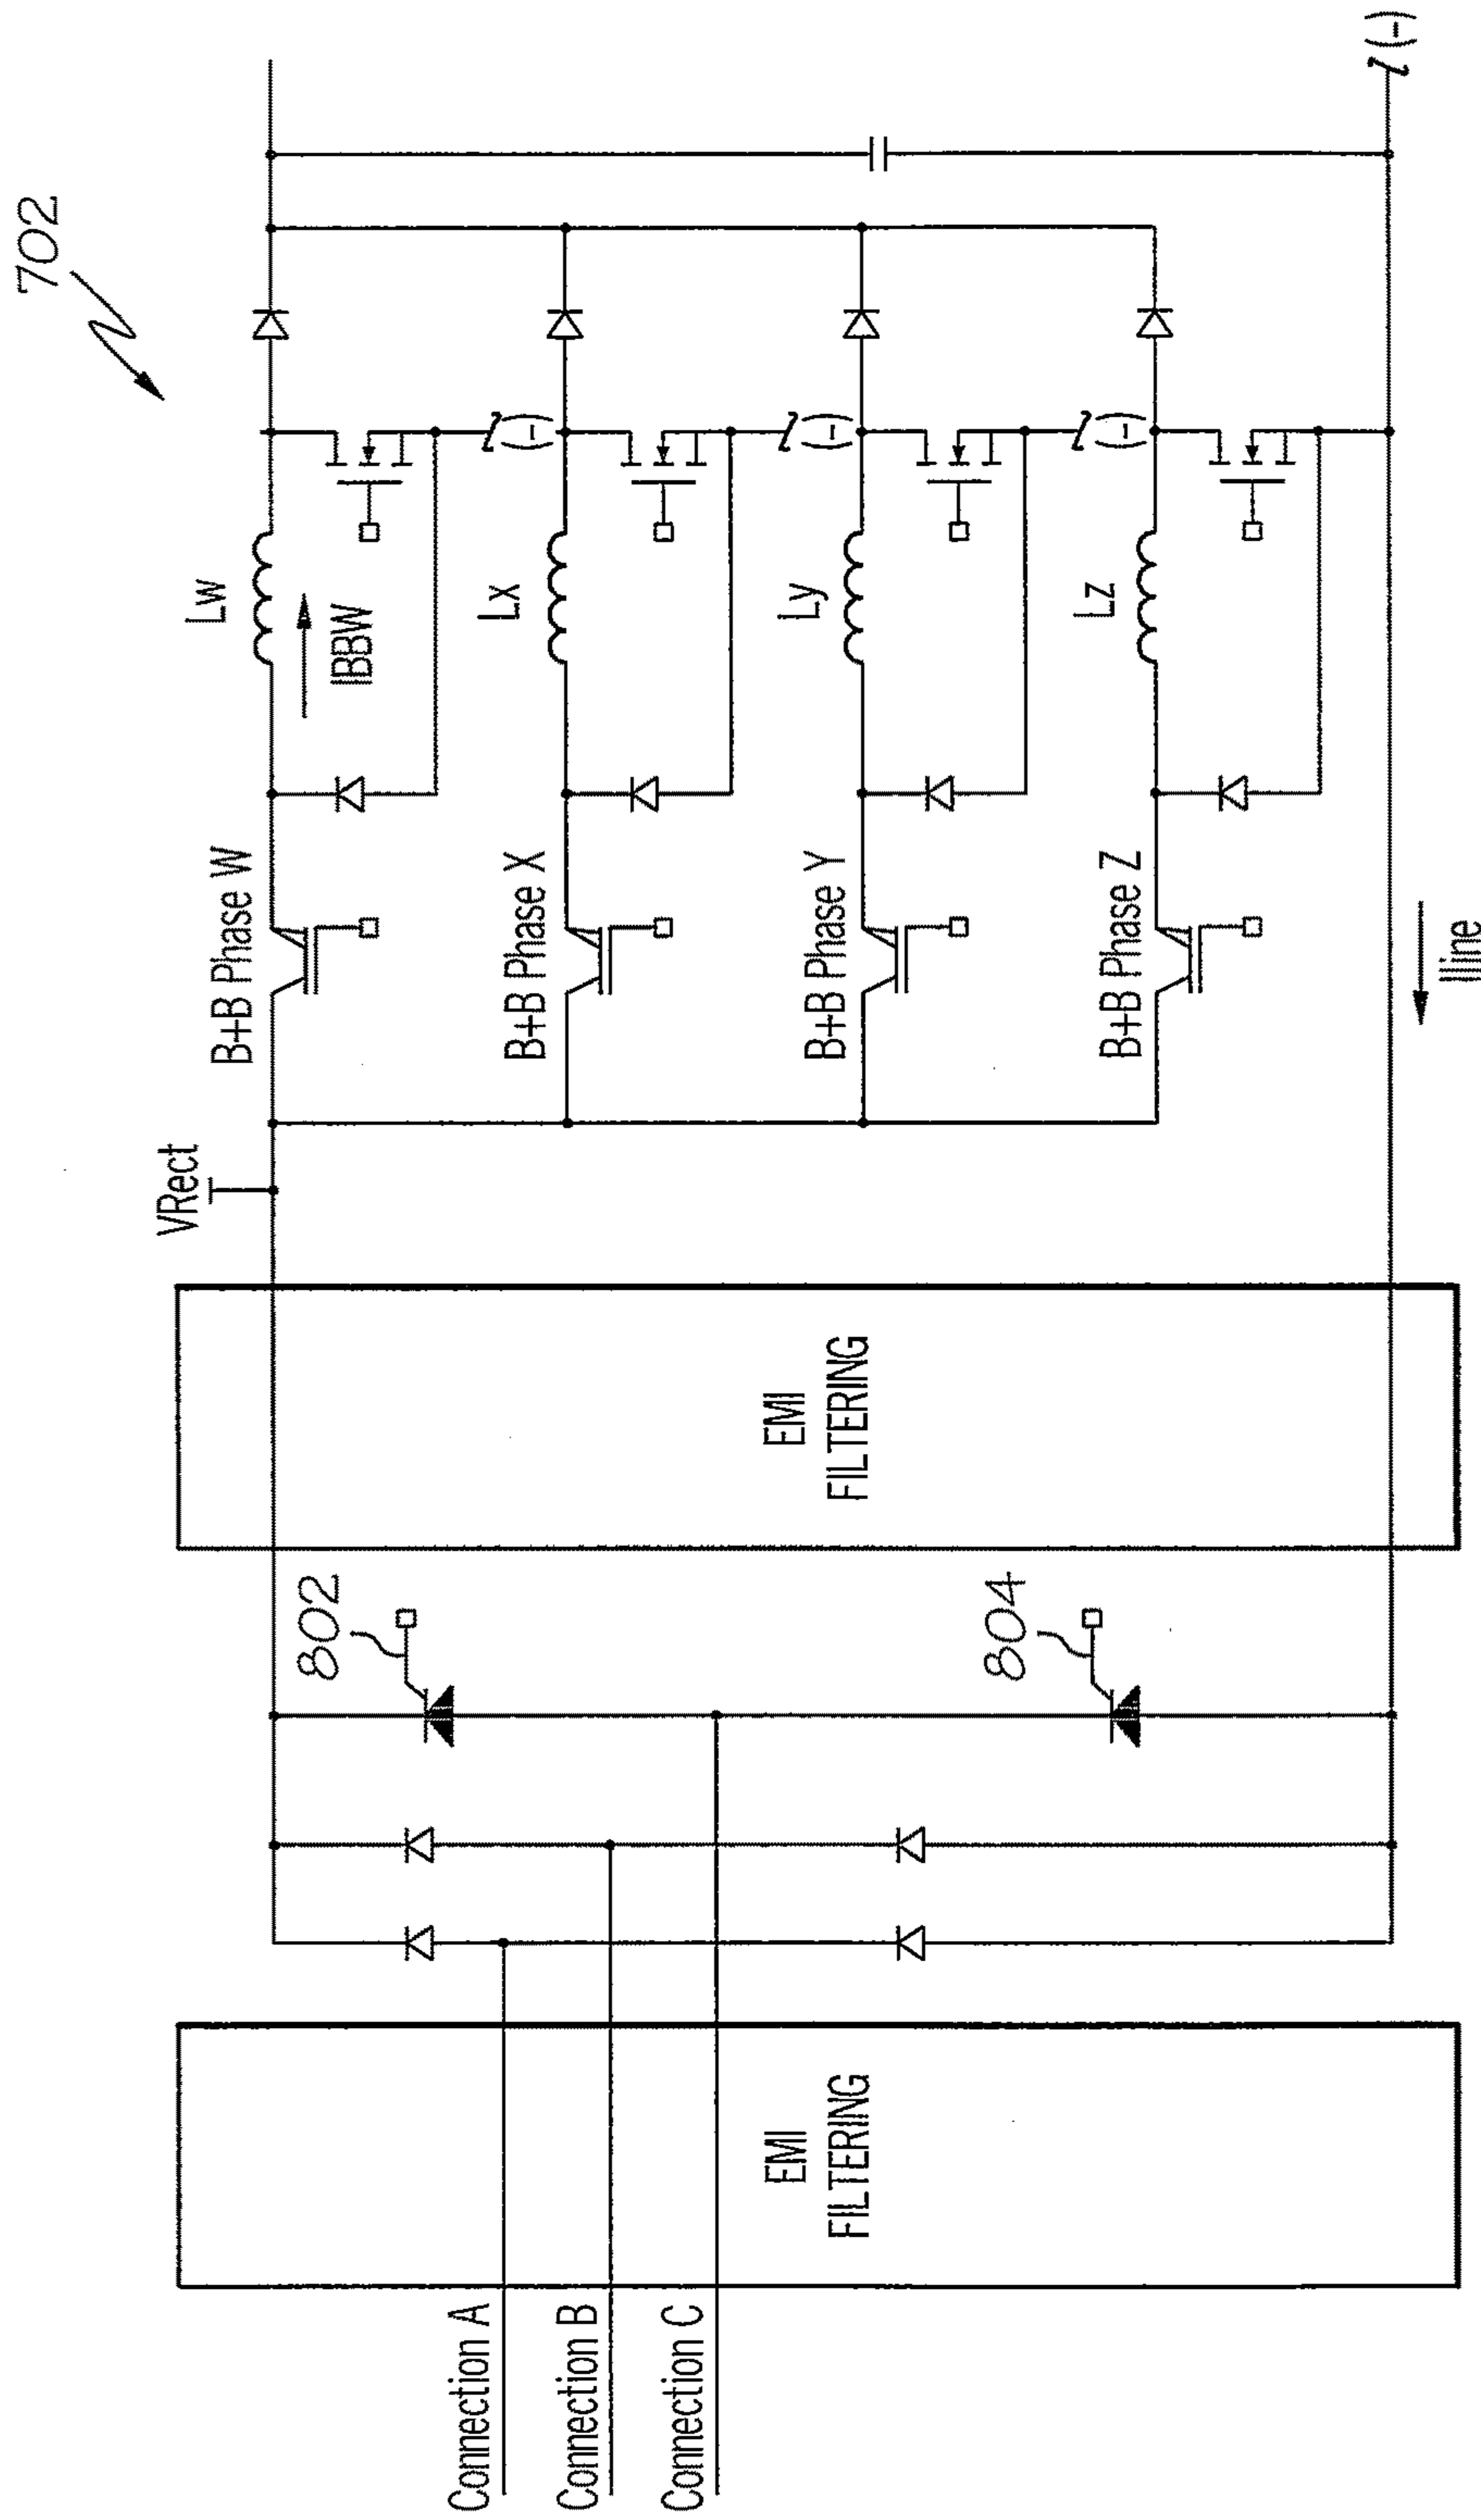 702
VRect
B+B Phase W
Lw
IBBW
B+B Phase X
Lx
(-)
B+B Phase Y
Ly
(-)
B+B Phase Z
Lz
(-)
Iline
(-)
EMI
FILTERING
802
804
EMI
FILTERING
Connection A
Connection B
Connection C